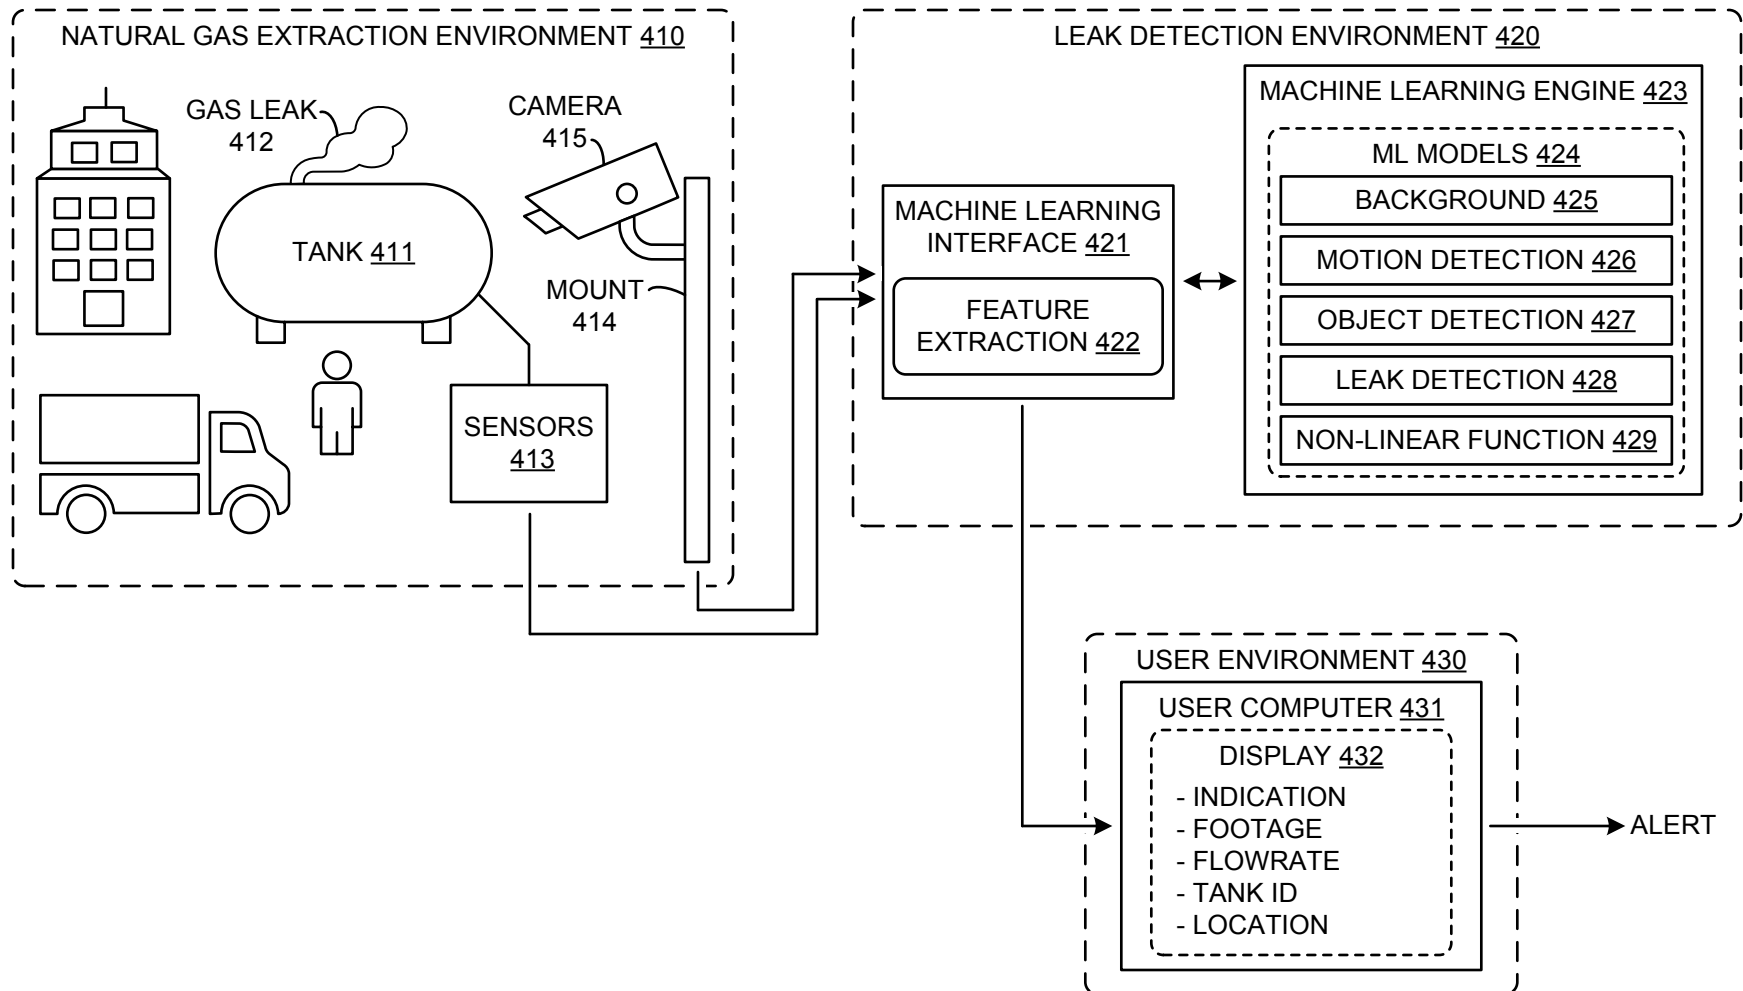 NATURAL GAS EXTRACTION ENVIRONMENT 410
GAS LEAK
412
CAMERA
415
TANK 411
MOUNT
414
SENSORS
413
LEAK DETECTION ENVIRONMENT 420
MACHINE LEARNING
INTERFACE 421
FEATURE
EXTRACTION 422
MACHINE LEARNING ENGINE 423
ML MODELS 424
BACKGROUND 425
MOTION DETECTION 426
OBJECT DETECTION 427
LEAK DETECTION 428
NON-LINEAR FUNCTION 429
USER ENVIRONMENT 430
USER COMPUTER 431
DISPLAY 432
- INDICATION
- FOOTAGE
- FLOWRATE
- TANK ID
- LOCATION
ALERT